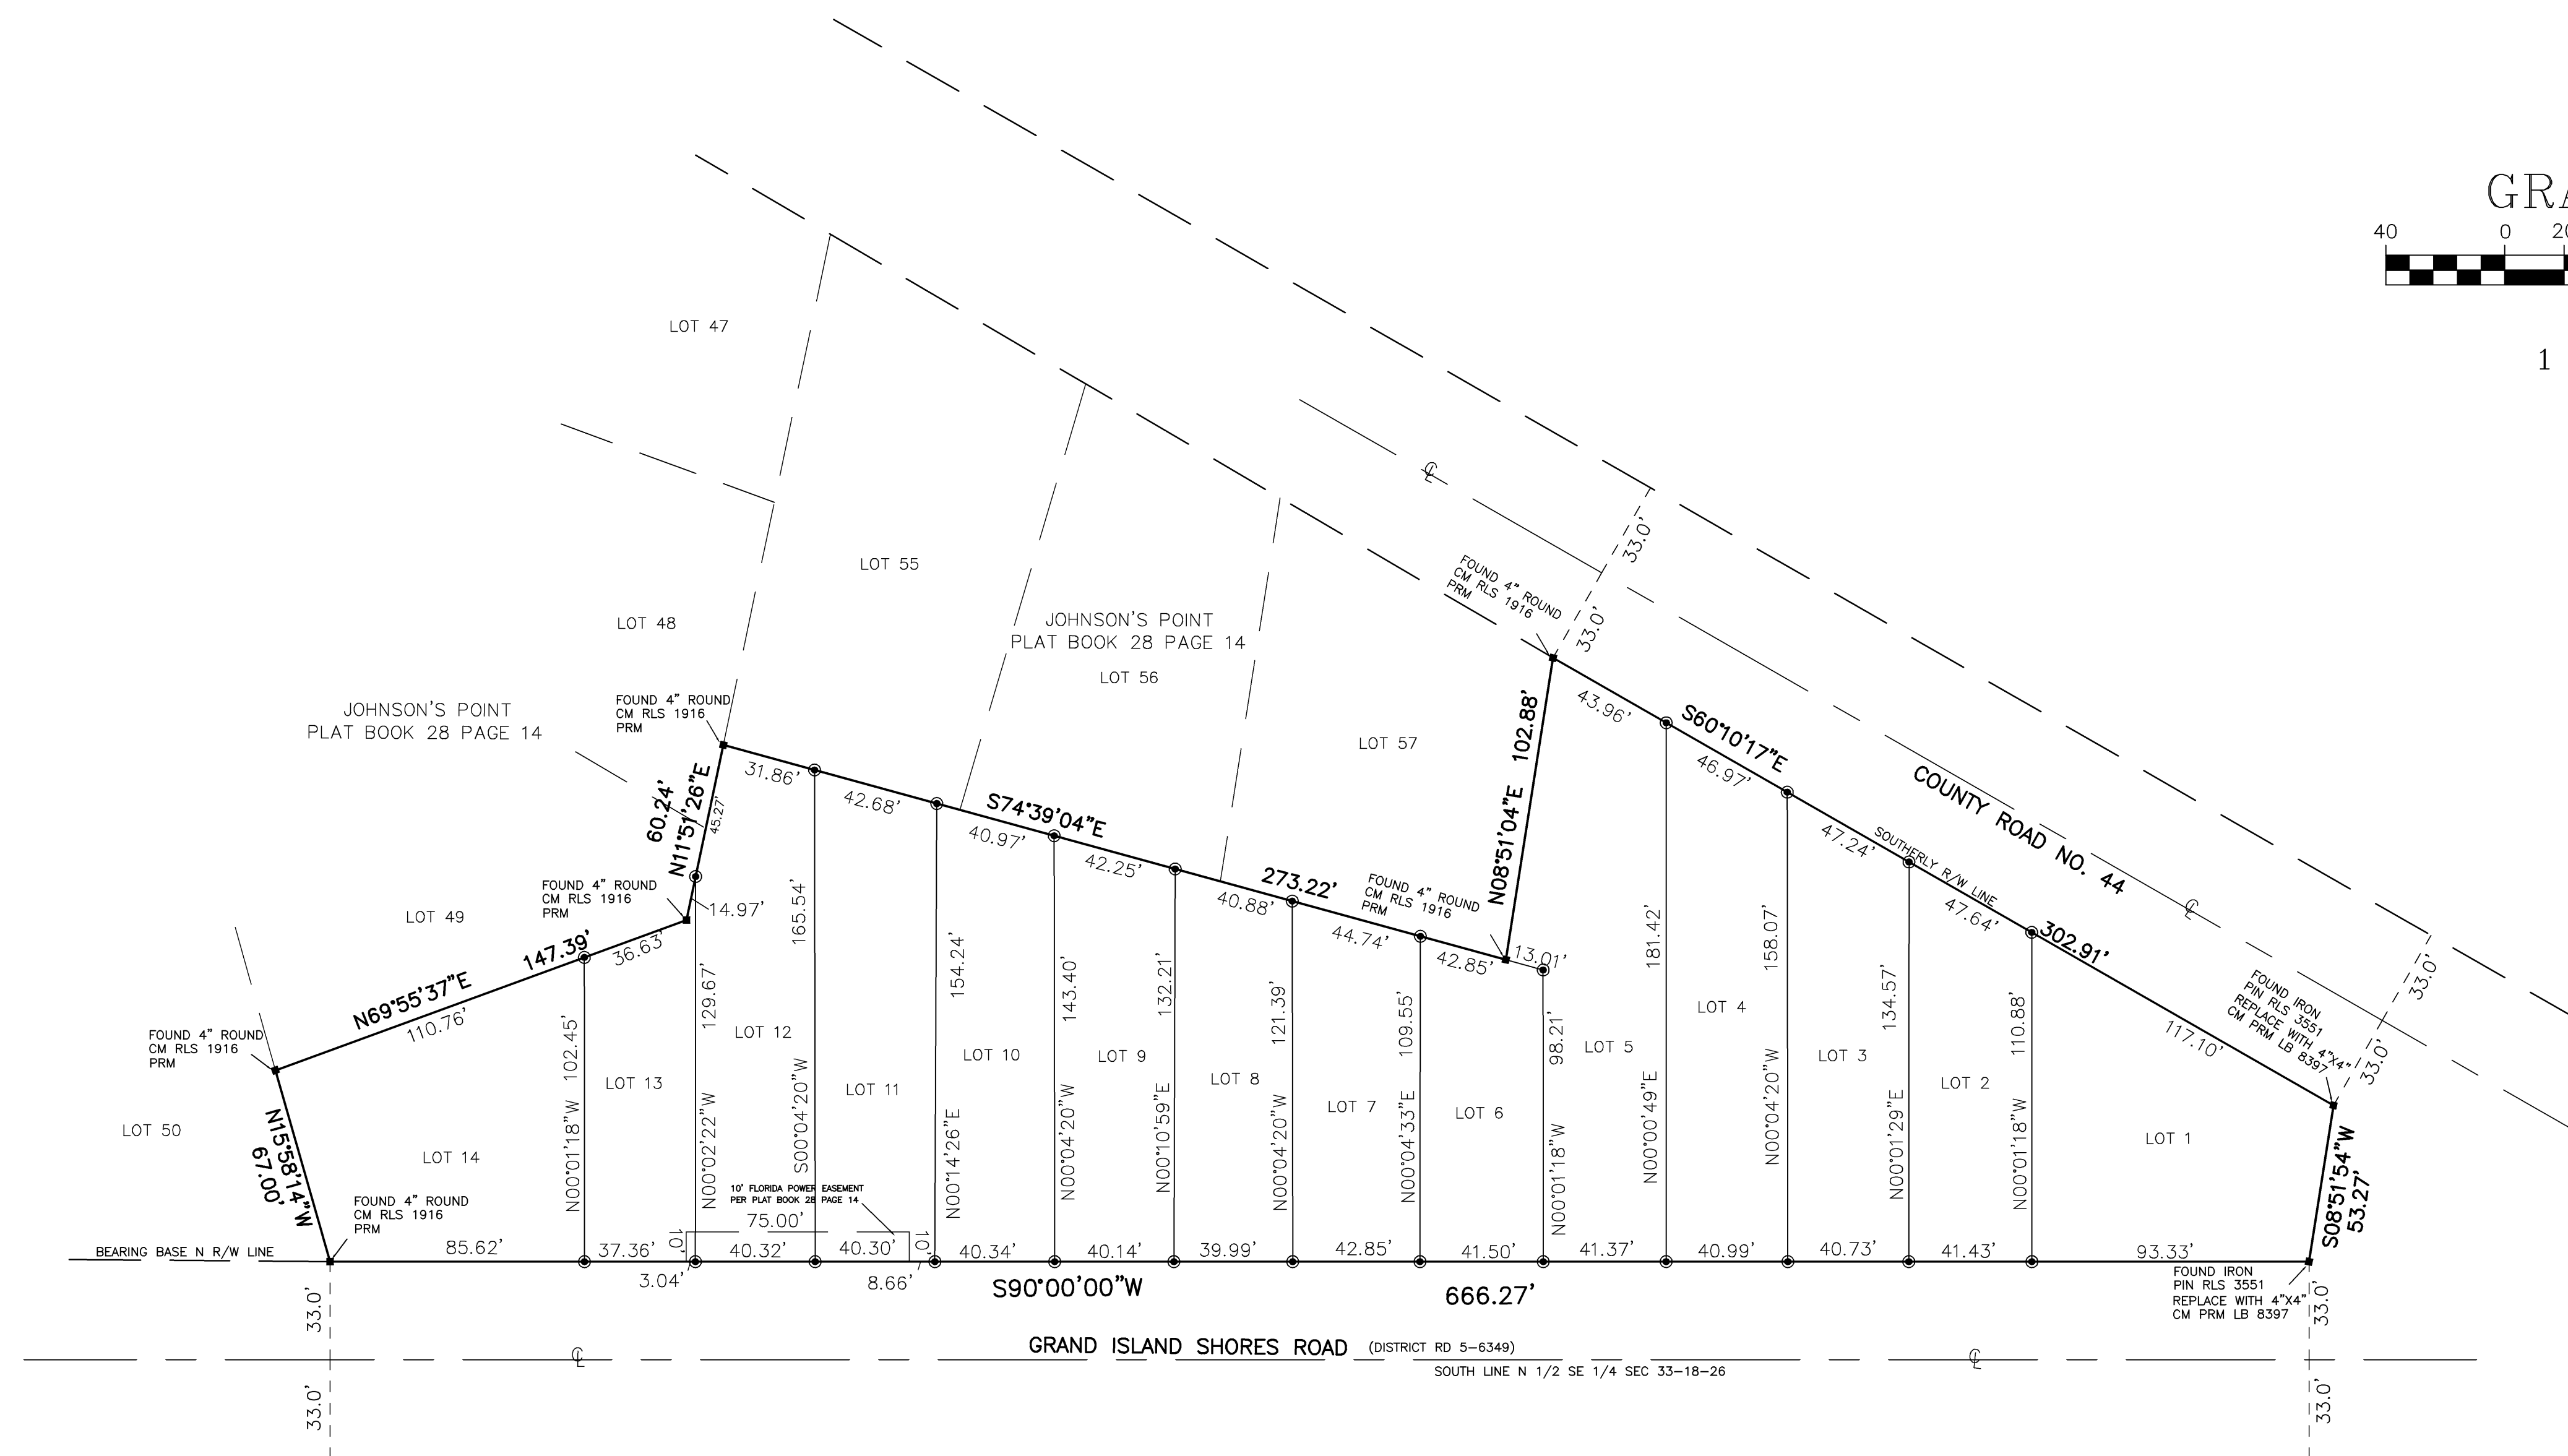 GRA
40 0 20
1
LOT 47
LOT 55
LOT 48
JOHNSON'S POINT
PLAT BOOK 28 PAGE 14
LOT 56
JOHNSON'S POINT
PLAT BOOK 28 PAGE 14
LOT 57
LOT 49
LOT 50
FOUND 4" ROUND
CM RLS 1916
PRM
33.0'
33.0'
FOUND 4" ROUND
CM RLS 1916
PRM
60.24'
N11°51'26"E
45.27'
14.97'
FOUND 4" ROUND
CM RLS 1916
PRM
31.86'
42.68'
S74°39'04"E
40.97'
42.25'
273.22'
40.88'
44.74'
42.85'
13.01'
FOUND 4" ROUND
CM RLS 1916
PRM
N08°51'04"E 102.88'
43.96'
S60°10'17"E
46.97'
47.24'
SOUTHERLY R/W LINE
47.64'
302.91'
117.10'
COUNTY ROAD NO. 44
℄
℄
FOUND IRON
PIN RLS 3551
REPLACE WITH 4"X4"
CM PRM LB 8397
33.0'
33.0'
147.39'
36.63'
N69°55'37"E
110.76'
FOUND 4" ROUND
CM RLS 1916
PRM
N15°58'14"W
67.00'
LOT 14
FOUND 4" ROUND
CM RLS 1916
PRM
N00°01'18"W 102.45'
LOT 13
N00°02'22"W 129.67'
LOT 12
S00°04'20"W 165.54'
LOT 11
N00°14'26"E 154.24'
LOT 10
N00°04'20"W 143.40'
LOT 9
N00°10'59"E 132.21'
LOT 8
N00°04'20"W 121.39'
LOT 7
N00°04'33"E 109.55'
LOT 6
N00°01'18"W 98.21'
LOT 5
N00°00'49"E 181.42'
LOT 4
N00°04'20"W 158.07'
LOT 3
N00°01'29"E 134.57'
LOT 2
N00°01'18"W 110.88'
LOT 1
S08°51'54"W
53.27'
10' FLORIDA POWER EASEMENT
PER PLAT BOOK 28 PAGE 14
75.00'
10'
10'
BEARING BASE N R/W LINE
85.62'
37.36'
3.04'
40.32'
40.30'
8.66'
40.34'
40.14'
39.99'
42.85'
41.50'
41.37'
40.99'
40.73'
41.43'
93.33'
S90°00'00"W
666.27'
FOUND IRON
PIN RLS 3551
REPLACE WITH 4"X4"
CM PRM LB 8397
33.0'
33.0'
33.0'
33.0'
GRAND ISLAND SHORES ROAD (DISTRICT RD 5-6349)
℄
℄
SOUTH LINE N 1/2 SE 1/4 SEC 33-18-26